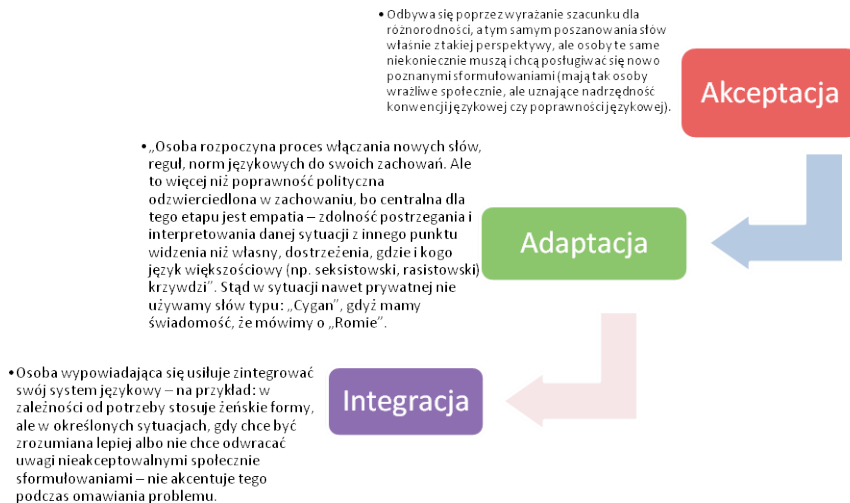 • Odbywa się poprzez wyrażanie szacunku dla
różnorodności, a tym samym poszanowania słów
właśnie z takiej perspektywy, ale osoby te same
niekoniecznie muszą i chcą posługiwać się nowo
poznanymi sformułowaniami (mają tak osoby
wrażliwe społecznie, ale uznające nadrzędność
konwencji językowej czy poprawności językowej).
Akceptacja
• „Osoba rozpoczyna proces włączania nowych słów,
reguł, norm językowych do swoich zachowań. Ale
to więcej niż poprawność polityczna
odzwierciedlona w zachowaniu, bo centralna dla
tego etapu jest empatia – zdolność postrzegania i
interpretowania danej sytuacji z innego punktu
widzenia niż własny, dostrzeżenia, gdzie i kogo
język większościowy (np. seksistowski, rasistowski)
krzywdzi”. Stąd w sytuacji nawet prywatnej nie
używamy słów typu: „Cygan”, gdyż mamy
świadomość, że mówimy o „Romie”.
Adaptacja
• Osoba wypowiadająca się usiłuje zintegrować
swój system językowy – na przykład: w
zależności od potrzeby stosuje żeńskie formy,
ale w określonych sytuacjach, gdy chce być
zrozumiana lepiej albo nie chce odwracać
uwagi nieakceptowalnymi społecznie
sformułowaniami – nie akcentuje tego
podczas omawiania problemu.
Integracja